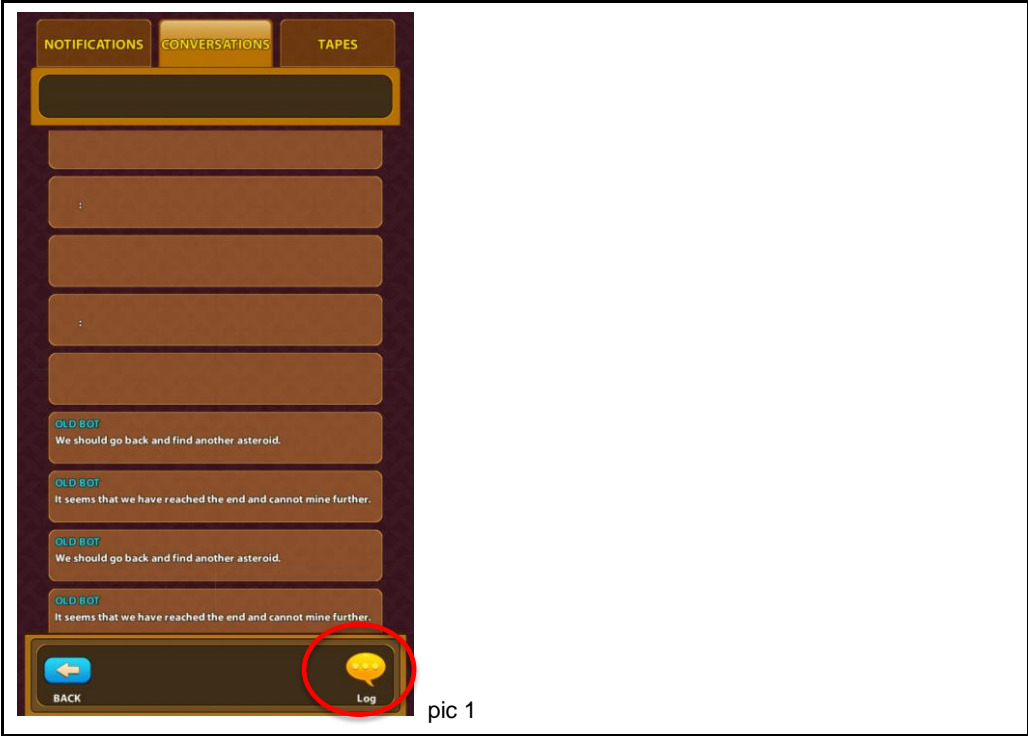 NOTIFICATIONS CONVERSATIONS TAPES
:
:
OLD BOT
We should go back and find another asteroid.
OLD BOT
It seems that we have reached the end and cannot mine further.
OLD BOT
We should go back and find another asteroid.
OLD BOT
It seems that we have reached the end and cannot mine further.
BACK Log
pic 1